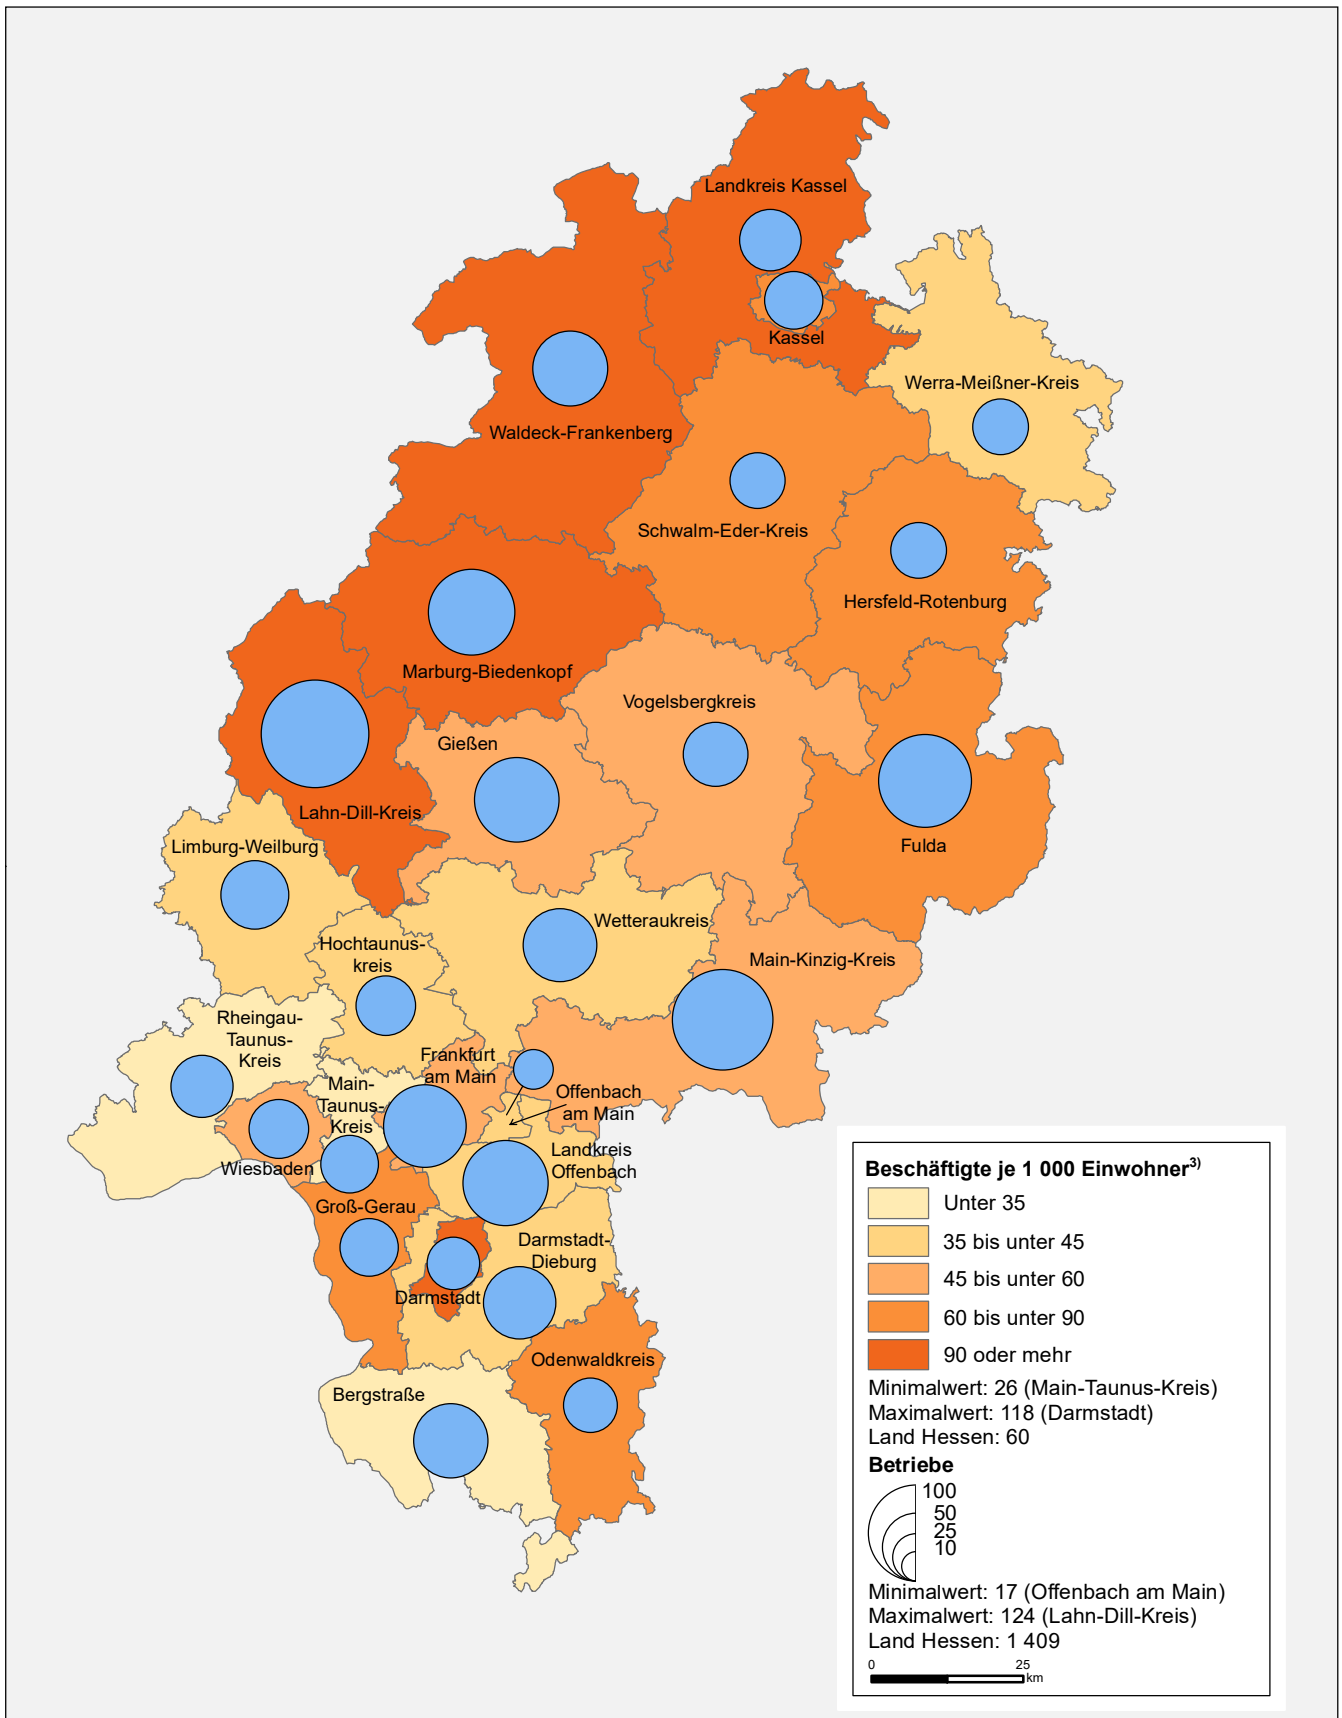 Landkreis Kassel
Kassel
Werra-Meißner-Kreis
Waldeck-Frankenberg
Schwalm-Eder-Kreis
Hersfeld-Rotenburg
Marburg-Biedenkopf
Vogelsbergkreis
Gießen
Lahn-Dill-Kreis
Fulda
Limburg-Weilburg
Wetteraukreis
Hochtaunus-
kreis
Main-Kinzig-Kreis
Rheingau-
Taunus-
Kreis
Frankfurt
am Main
Main-
Taunus-
Kreis
Offenbach
am Main
Landkreis
Offenbach
Wiesbaden
Groß-Gerau
Darmstadt-
Dieburg
Darmstadt
Odenwaldkreis
Bergstraße
Beschäftigte je 1 000 Einwohner3)
Unter 35
35 bis unter 45
45 bis unter 60
60 bis unter 90
90 oder mehr
Minimalwert: 26 (Main-Taunus-Kreis)
Maximalwert: 118 (Darmstadt)
Land Hessen: 60
Betriebe
100
50
25
10
Minimalwert: 17 (Offenbach am Main)
Maximalwert: 124 (Lahn-Dill-Kreis)
Land Hessen: 1 409
0 25
km